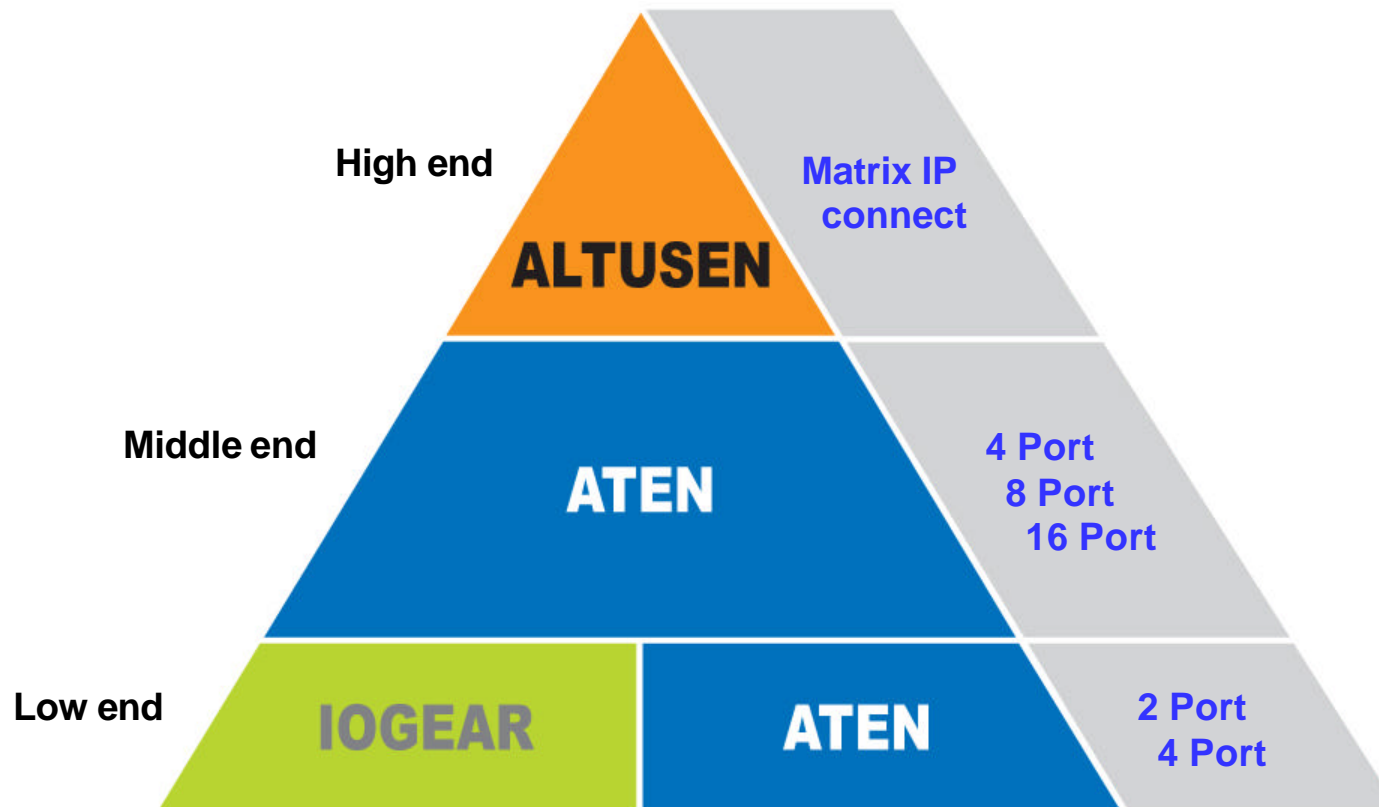 High end
Matrix IP
connect
ALTUSEN
Middle end
4 Port
8 Port
16 Port
ATEN
Low end
IOGEAR
ATEN
2 Port
4 Port